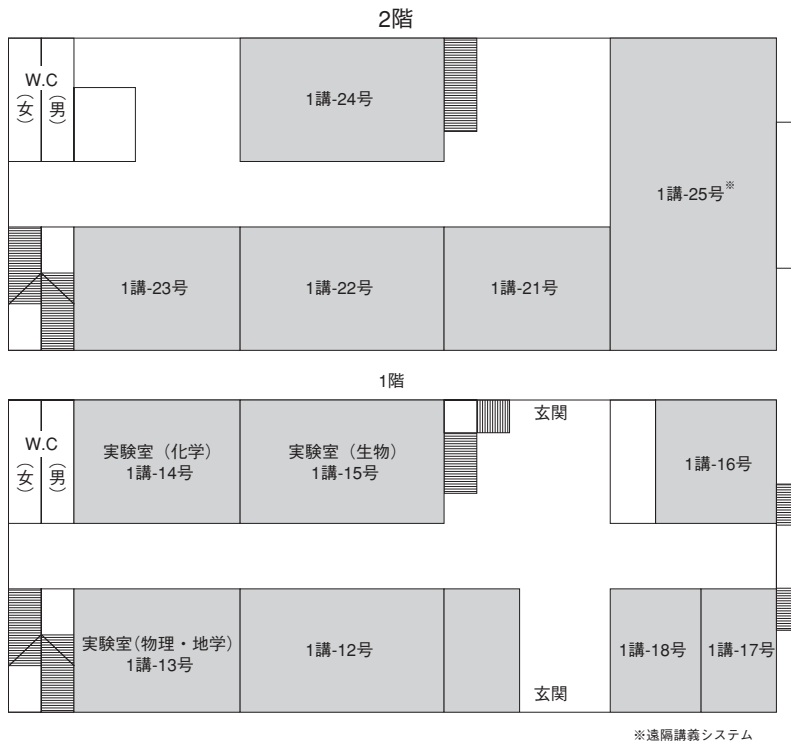 2階
W.C
(女)
(男)
1講-24号
1講-25号※
1講-23号
1講-22号
1講-21号
1階
W.C
(女)
(男)
実験室（化学）
1講-14号
実験室（生物）
1講-15号
玄関
1講-16号
実験室(物理・地学)
1講-13号
1講-12号
玄関
1講-18号
1講-17号
※遠隔講義システム